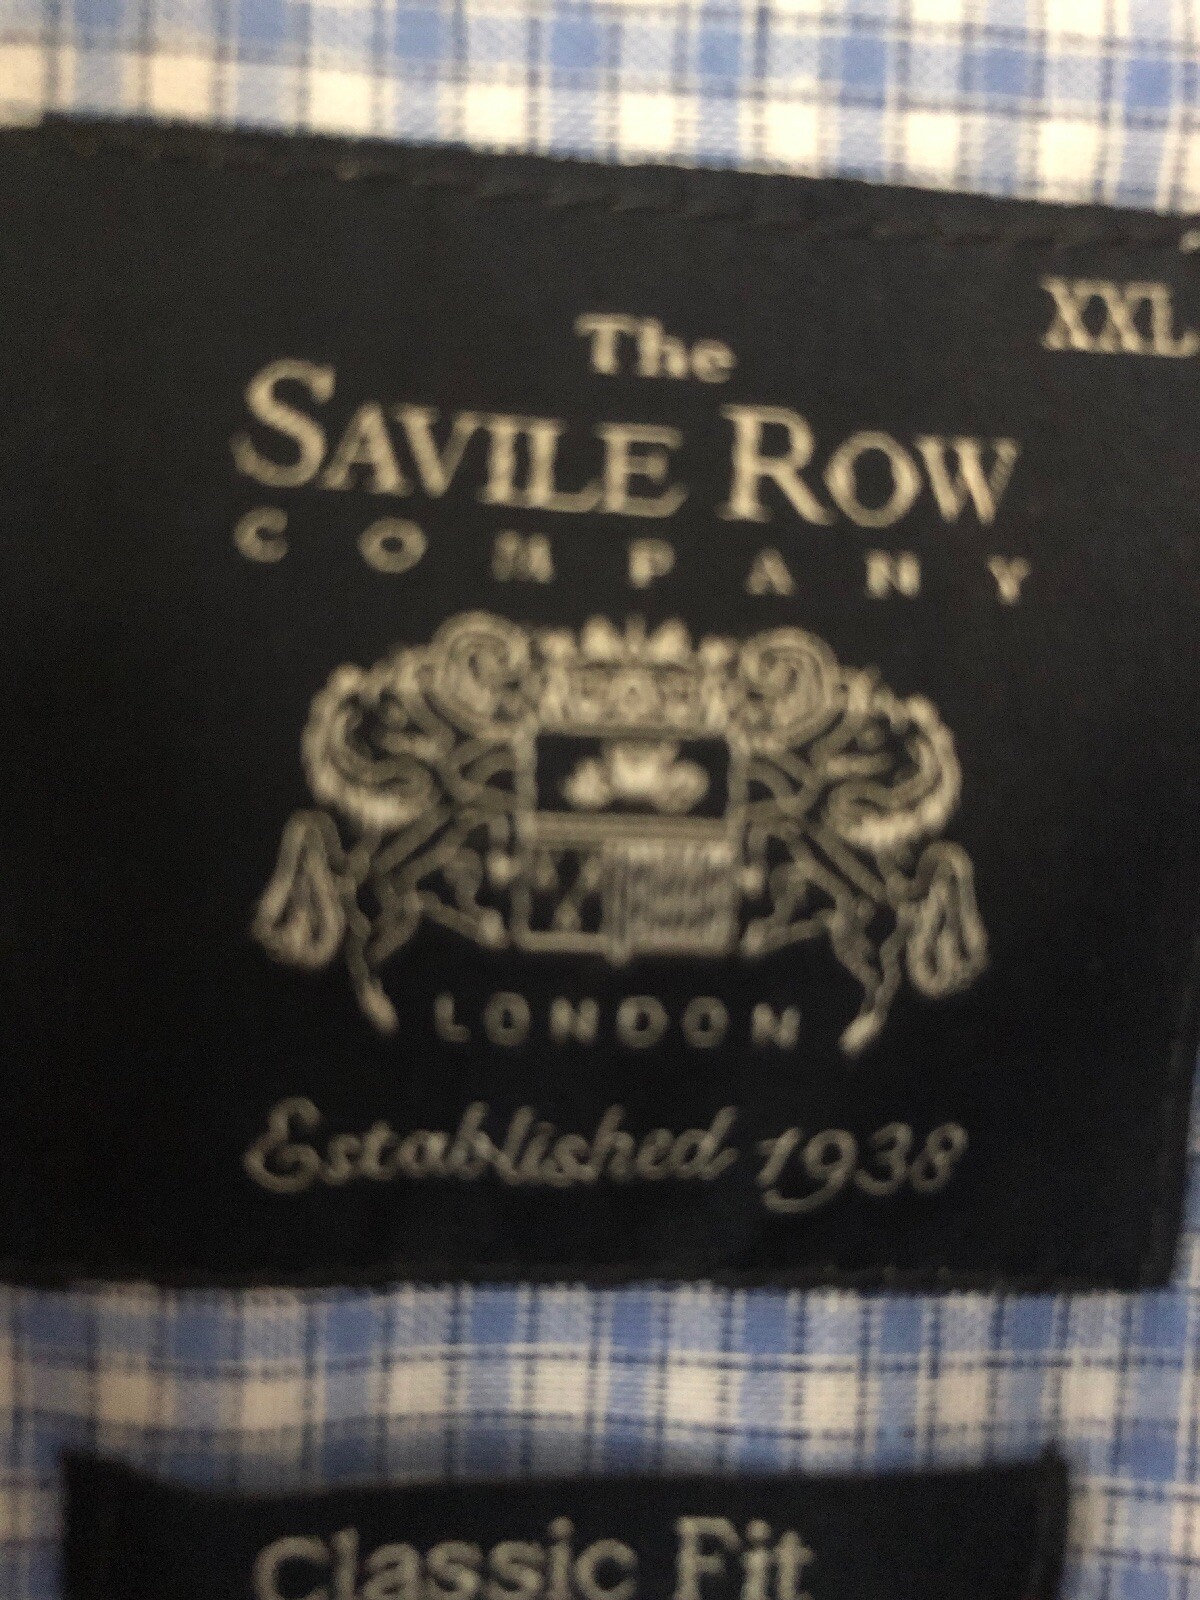 XXL
The
SAVILE ROW
COMPANY
LONDON
Established 1938
Classic Fit